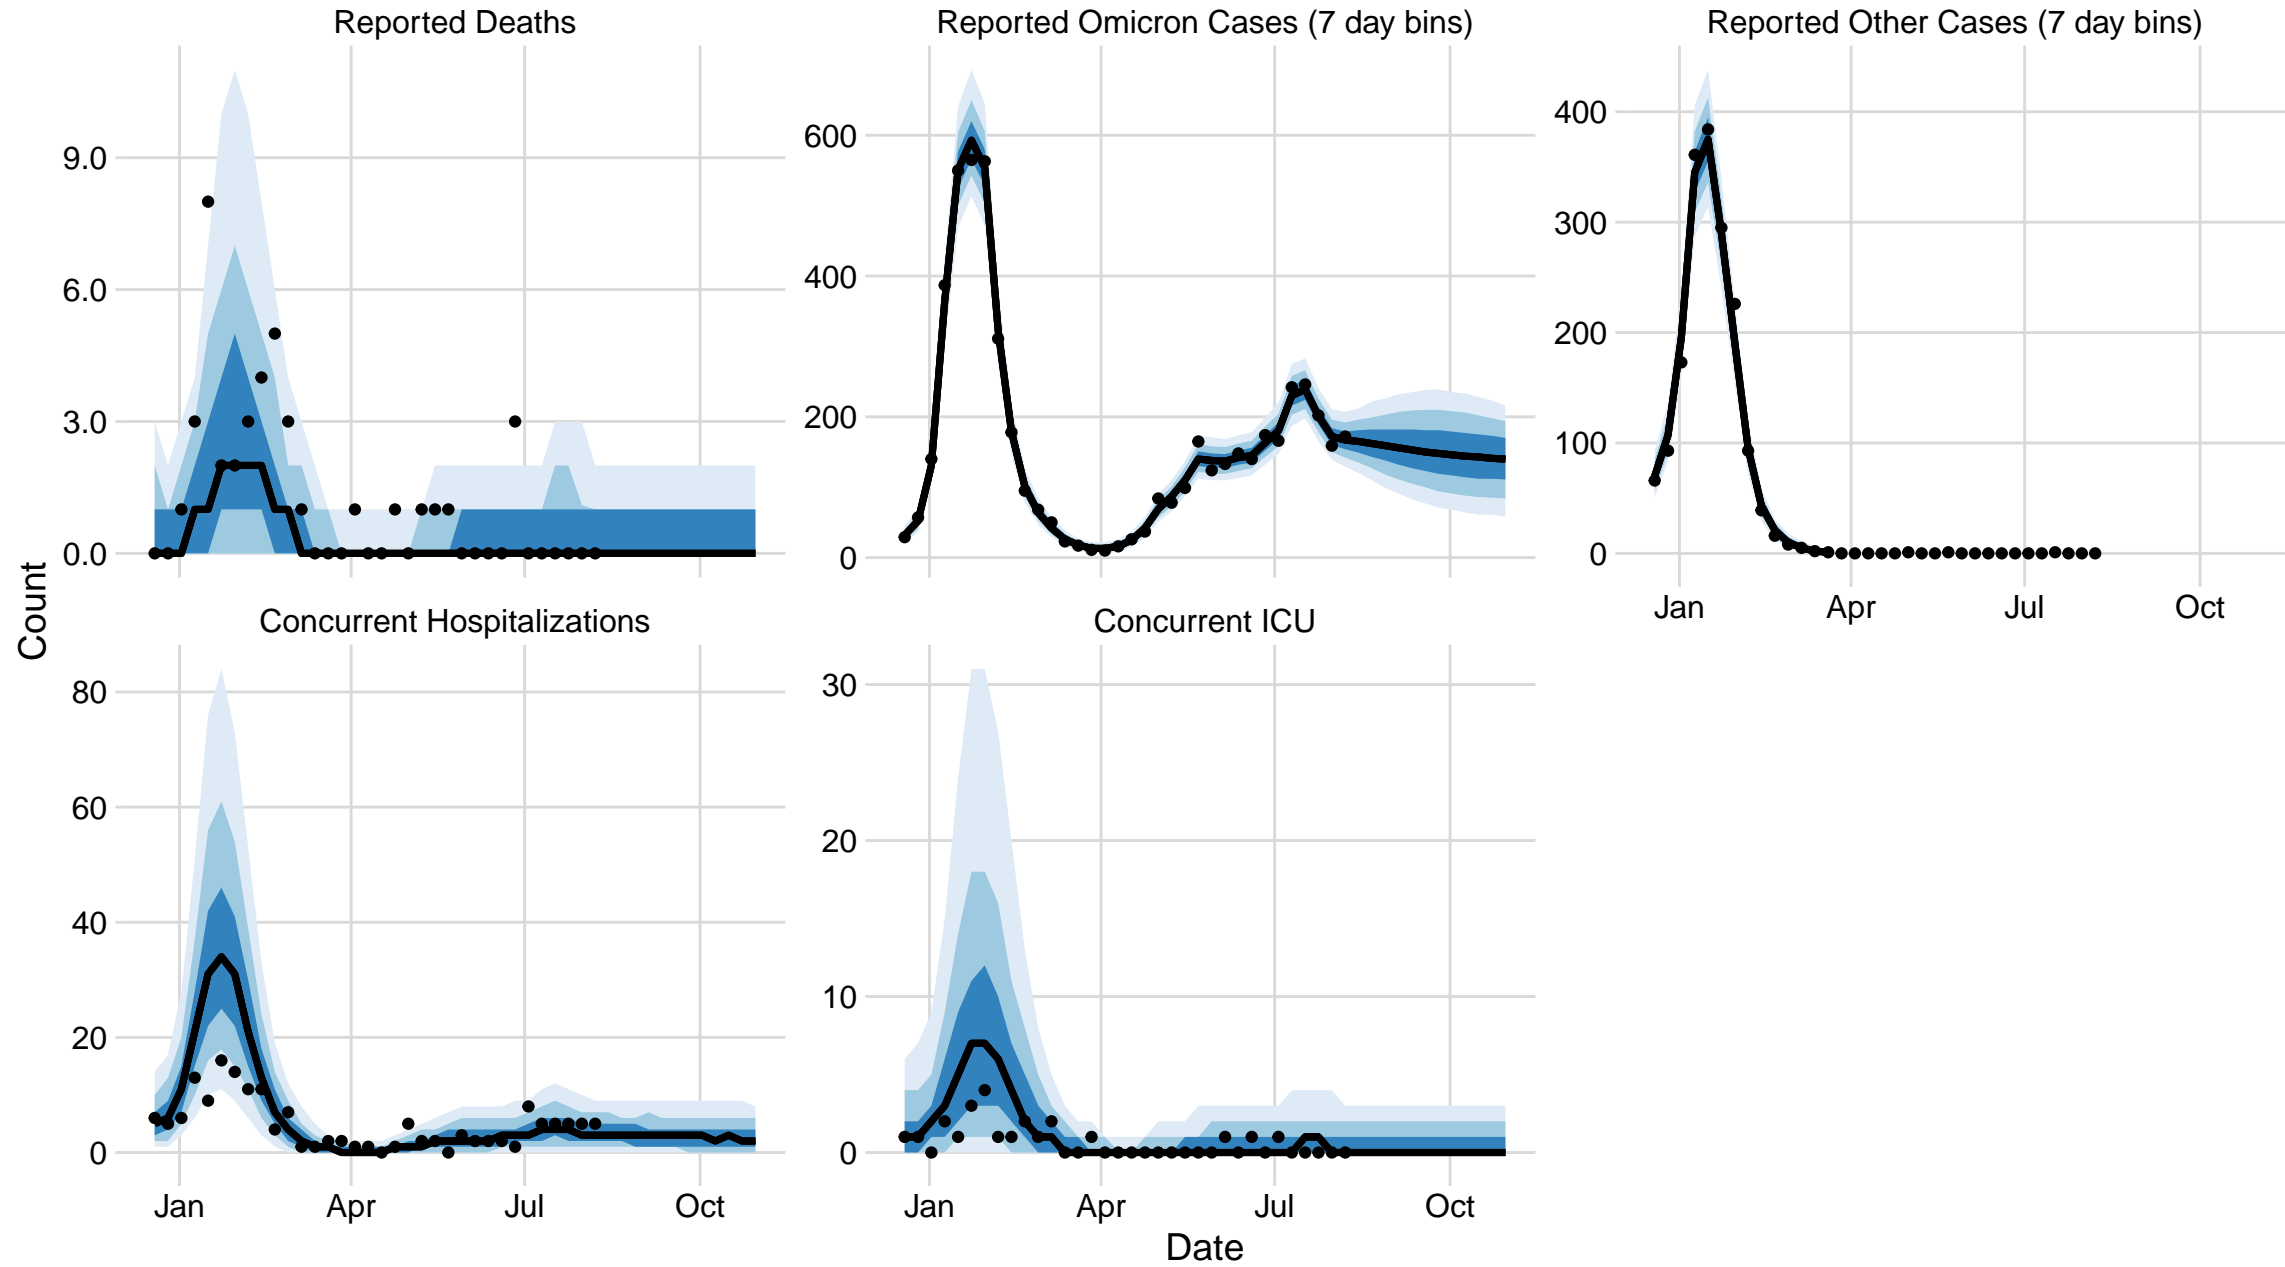 Reported Deaths
Reported Omicron Cases (7 day bins)
Reported Other Cases (7 day bins)
9.0
6.0
3.0
0.0
600
400
200
0
400
300
200
100
0
Jan Apr Jul Oct
Count
Concurrent Hospitalizations
Concurrent ICU
80
60
40
20
0
30
20
10
0
Jan Apr Jul Oct
Jan Apr Jul Oct
Date